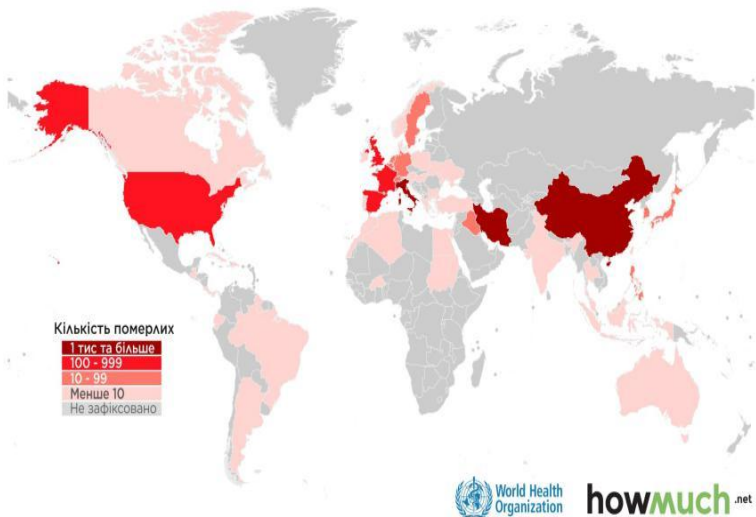 Кількість померлих
1 тис та більше
100 - 999
10 - 99
Менше 10
Не зафіксовано
World Health
Organization
howmuch.net